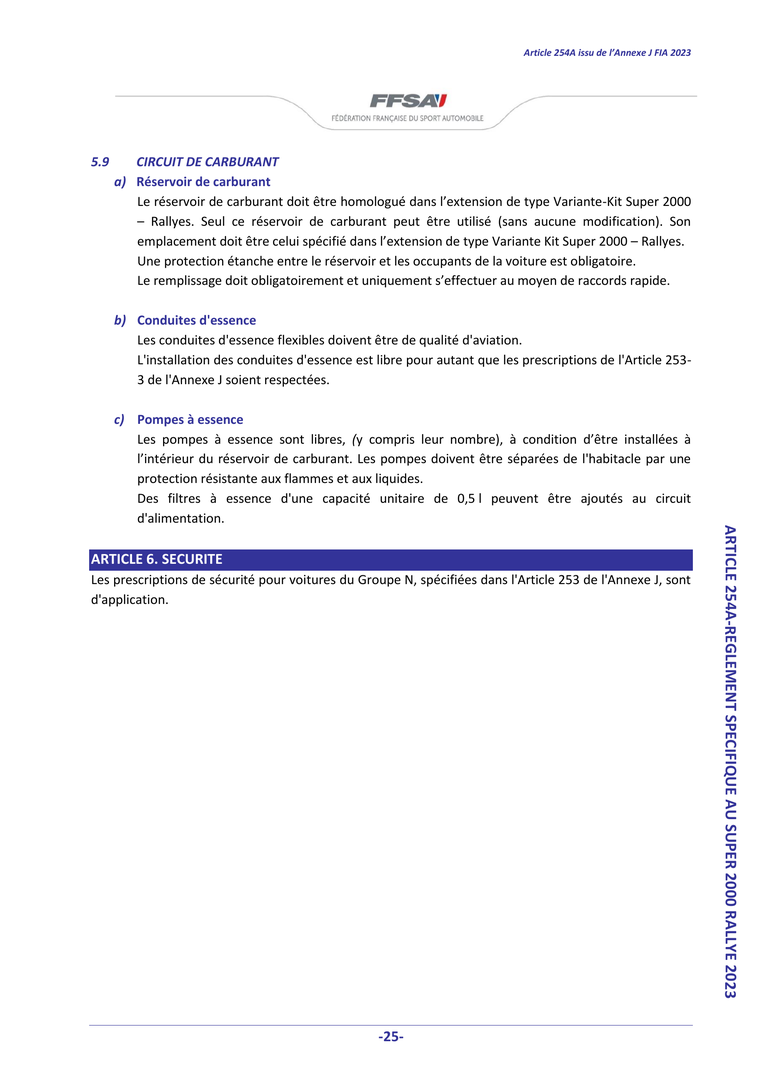 Article 254A issu de l'Annexe J FIA 2023
FFSA
FÉDÉRATION FRANÇAISE DU SPORT AUTOMOBILE
5.9 CIRCUIT DE CARBURANT
a) Réservoir de carburant
Le réservoir de carburant doit être homologué dans l'extension de type Variante-Kit Super 2000
– Rallyes. Seul ce réservoir de carburant peut être utilisé (sans aucune modification). Son
emplacement doit être celui spécifié dans l'extension de type Variante Kit Super 2000 – Rallyes.
Une protection étanche entre le réservoir et les occupants de la voiture est obligatoire.
Le remplissage doit obligatoirement et uniquement s'effectuer au moyen de raccords rapide.
b) Conduites d'essence
Les conduites d'essence flexibles doivent être de qualité d'aviation.
L'installation des conduites d'essence est libre pour autant que les prescriptions de l'Article 253-
3 de l'Annexe J soient respectées.
c) Pompes à essence
Les pompes à essence sont libres, (y compris leur nombre), à condition d'être installées à
l'intérieur du réservoir de carburant. Les pompes doivent être séparées de l'habitacle par une
protection résistante aux flammes et aux liquides.
Des filtres à essence d'une capacité unitaire de 0,5 l peuvent être ajoutés au circuit
d'alimentation.
ARTICLE 6. SECURITE
Les prescriptions de sécurité pour voitures du Groupe N, spécifiées dans l'Article 253 de l'Annexe J, sont
d'application.
ARTICLE 254A-REGLEMENT SPECIFIQUE AU SUPER 2000 RALLYE 2023
-25-